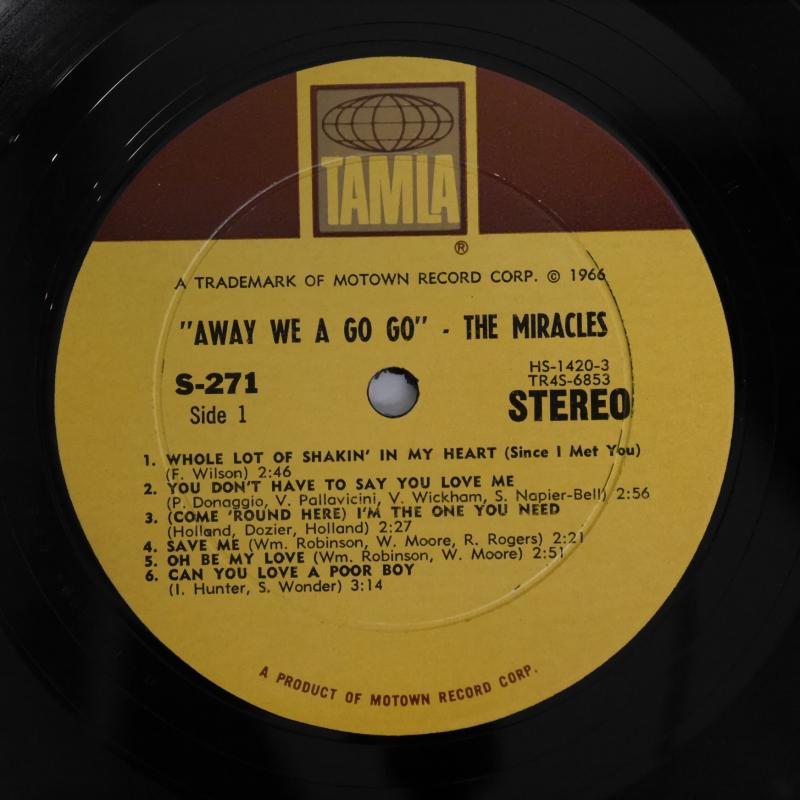 TAMLA
®
A TRADEMARK OF MOTOWN RECORD CORP. © 1966
"AWAY WE A GO GO" - THE MIRACLES
S-271
Side 1
HS-1420-3
TR4S-6853
STEREO
1. WHOLE LOT OF SHAKIN' IN MY HEART (Since I Met You)
(F. Wilson) 2:46
2. YOU DON'T HAVE TO SAY YOU LOVE ME
(P. Donaggio, V. Pallavicini, V. Wickham, S. Napier-Bell) 2:56
3. (COME 'ROUND HERE) I'M THE ONE YOU NEED
(Holland, Dozier, Holland) 2:27
4. SAVE ME (Wm. Robinson, W. Moore, R. Rogers) 2:21
5. OH BE MY LOVE (Wm. Robinson, W. Moore) 2:51
6. CAN YOU LOVE A POOR BOY
(I. Hunter, S. Wonder) 3:14
A PRODUCT OF MOTOWN RECORD CORP.